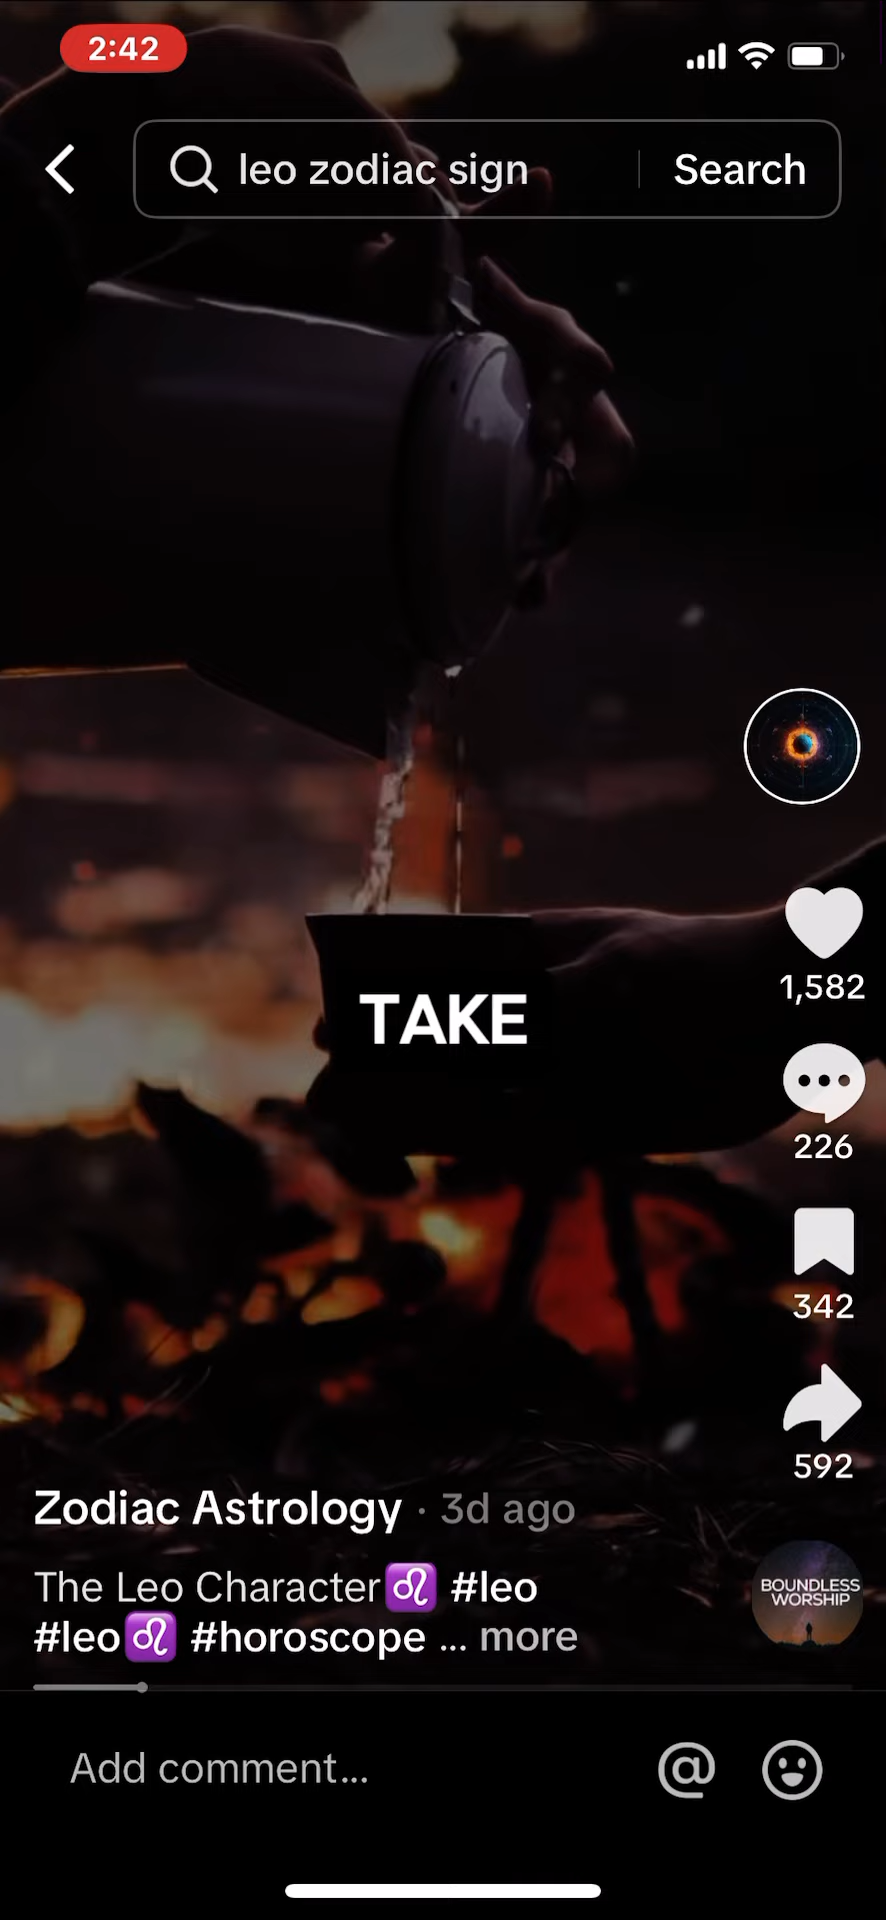 2:42
leo zodiac sign
Search
TAKE
1,582
226
342
592
Zodiac Astrology · 3d ago
The Leo Character♌ #leo
#leo♌ #horoscope ... more
BOUNDLESS
WORSHIP
Add comment...